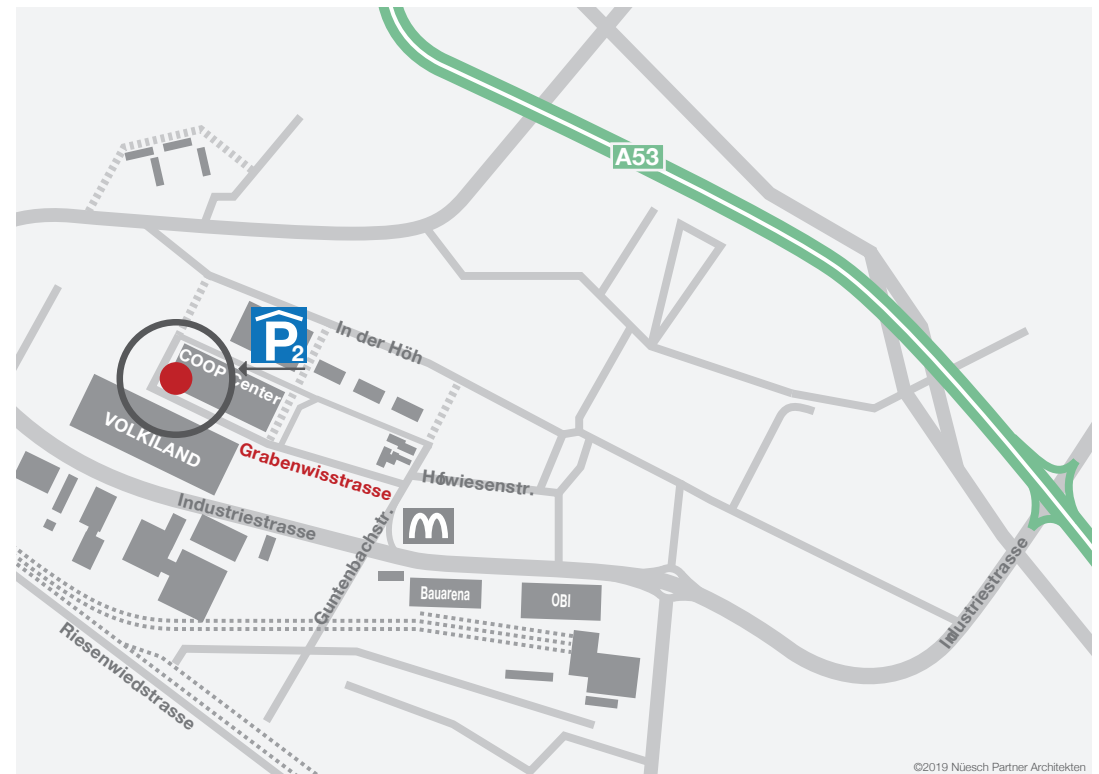 A53
P2
In der Höh
COOP Center
VOLKILAND
Grabenwisstrasse
Hofwiesenstr.
Industriestrasse
Guntenbachstr.
Bauarena
OBI
Industriestrasse
Riesenwiedstrasse
©2019 Nüesch Partner Architekten